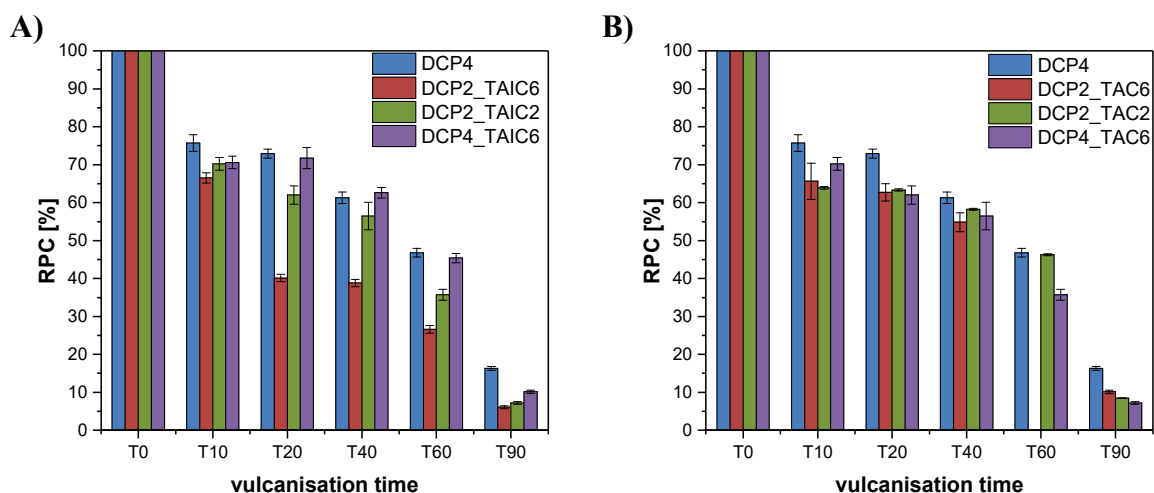 A)
100
90
80
70
60
50
40
30
20
10
0
RPC [%]
DCP4
DCP2_TAIC6
DCP2_TAIC2
DCP4_TAIC6
T0 T10 T20 T40 T60 T90
vulcanisation time
B)
100
90
80
70
60
50
40
30
20
10
0
RPC [%]
DCP4
DCP2_TAC6
DCP2_TAC2
DCP4_TAC6
T0 T10 T20 T40 T60 T90
vulcanisation time